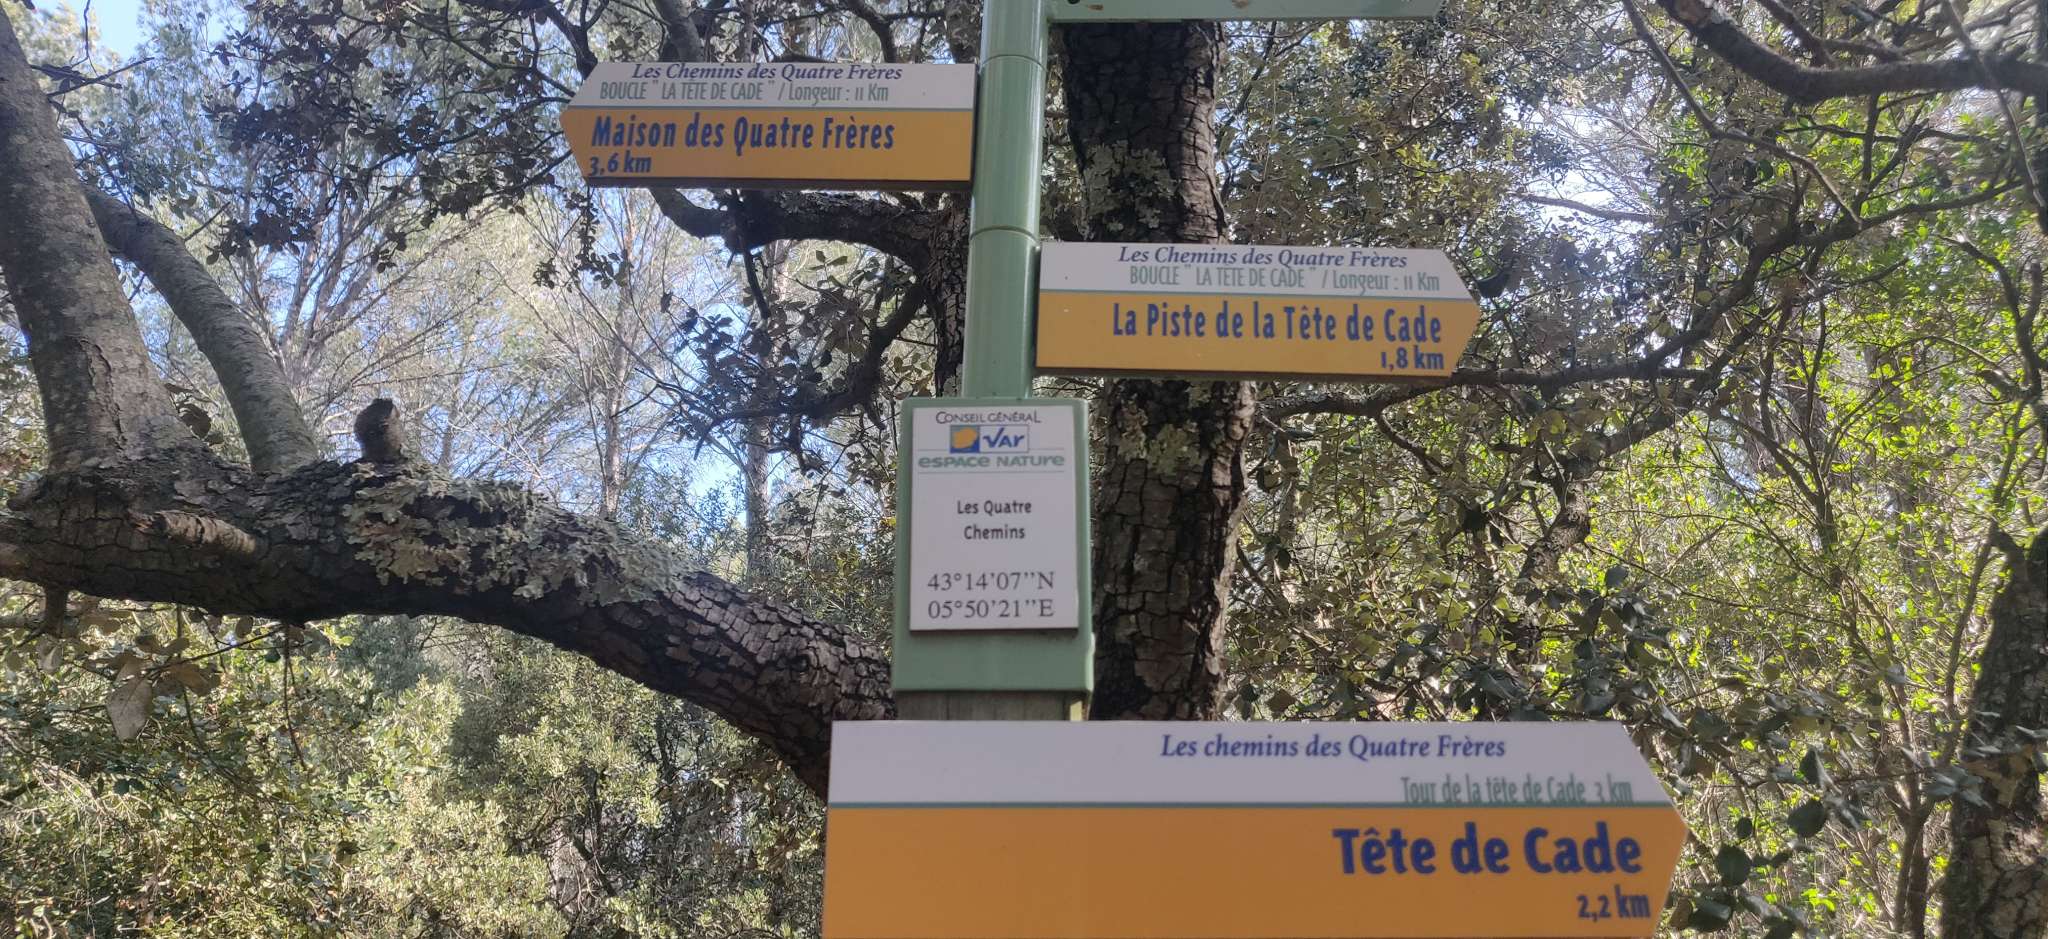 Les Chemins des Quatre Frères
BOUCLE " LA TÊTE DE CADE " / Longeur : 11 Km
Maison des Quatre Frères
3,6 km
Les Chemins des Quatre Frères
BOUCLE " LA TÊTE DE CADE " / Longeur : 11 Km
La Piste de la Tête de Cade
1,8 km
CONSEIL GÉNÉRAL
VAR
ESPACE NATURE
Les Quatre
Chemins
43°14'07''N
05°50'21''E
Les chemins des Quatre Frères
Tour de la tête de Cade 3 km
Tête de Cade
2,2 km